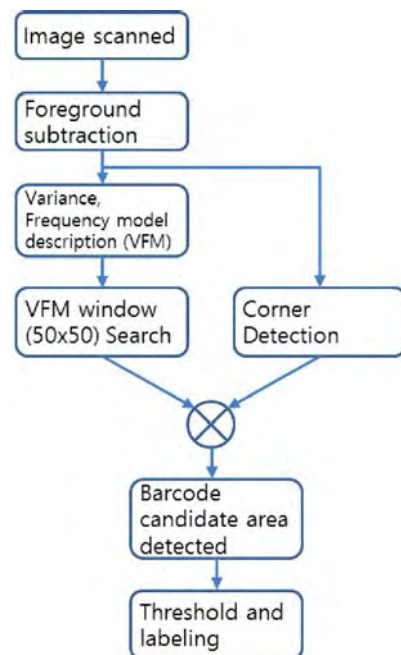 Image scanned
Foreground
subtraction
Variance,
Frequency model
description (VFM)
VFM window
(50x50) Search
Corner
Detection
Barcode
candidate area
detected
Threshold and
labeling